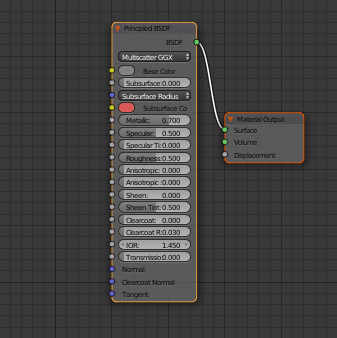 Principled BSDF
BSDF
Multiscatter GGX
Base Color
Subsurface: 0.000
Subsurface Radius
Subsurface Co
Metallic: 0.700
Specular: 0.500
Specular Ti: 0.000
Roughness: 0.500
Anisotropic: 0.000
Anisotropic: 0.000
Sheen: 0.000
Sheen Tint: 0.500
Clearcoat: 0.000
Clearcoat R: 0.030
IOR: 1.450
Transmissio: 0.000
Normal
Clearcoat Normal
Tangent
Material Output
Surface
Volume
Displacement